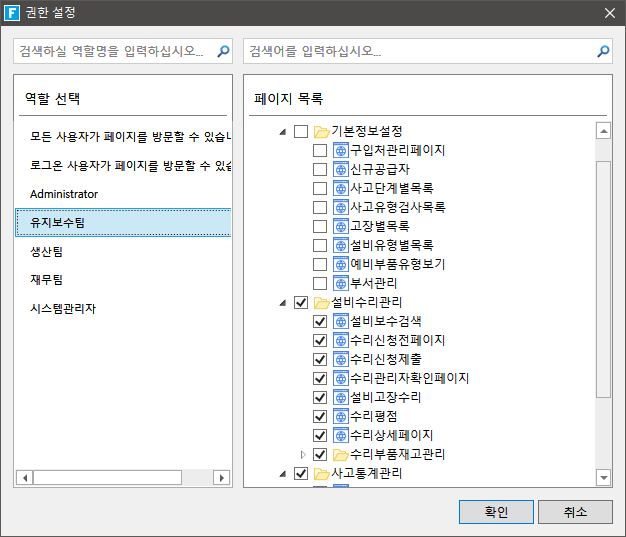 F 권한 설정
검색하실 역할명을 입력하십시오...
검색어를 입력하십시오...
역할 선택
모든 사용자가 페이지를 방문할 수 있습니
로그온 사용자가 페이지를 방문할 수 있습
Administrator
유지보수팀
생산팀
재무팀
시스템관리자
페이지 목록
기본정보설정
구입처관리페이지
신규공급자
사고단계별목록
사고유형검사목록
고장별목록
설비유형별목록
예비부품유형보기
부서관리
설비수리관리
설비보수검색
수리신청전페이지
수리신청제출
수리관리자확인페이지
설비고장수리
수리평점
수리상세페이지
수리부품재고관리
사고통계관리
확인
취소